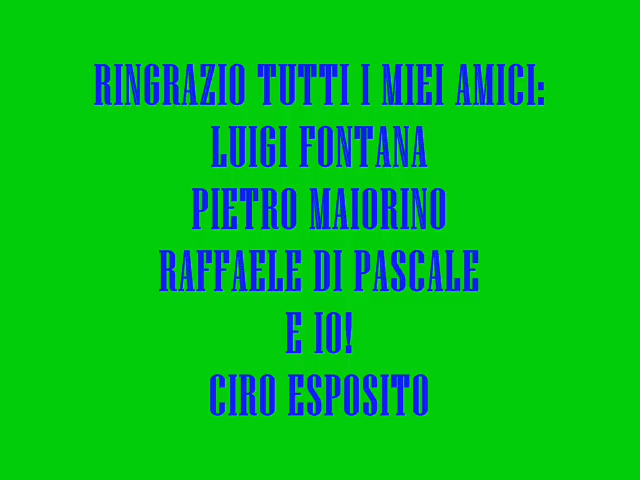 RINGRAZIO TUTTI I MIEI AMICI:
LUIGI FONTANA
PIETRO MAIORINO
RAFFAELE DI PASCALE
E IO!
CIRO ESPOSITO